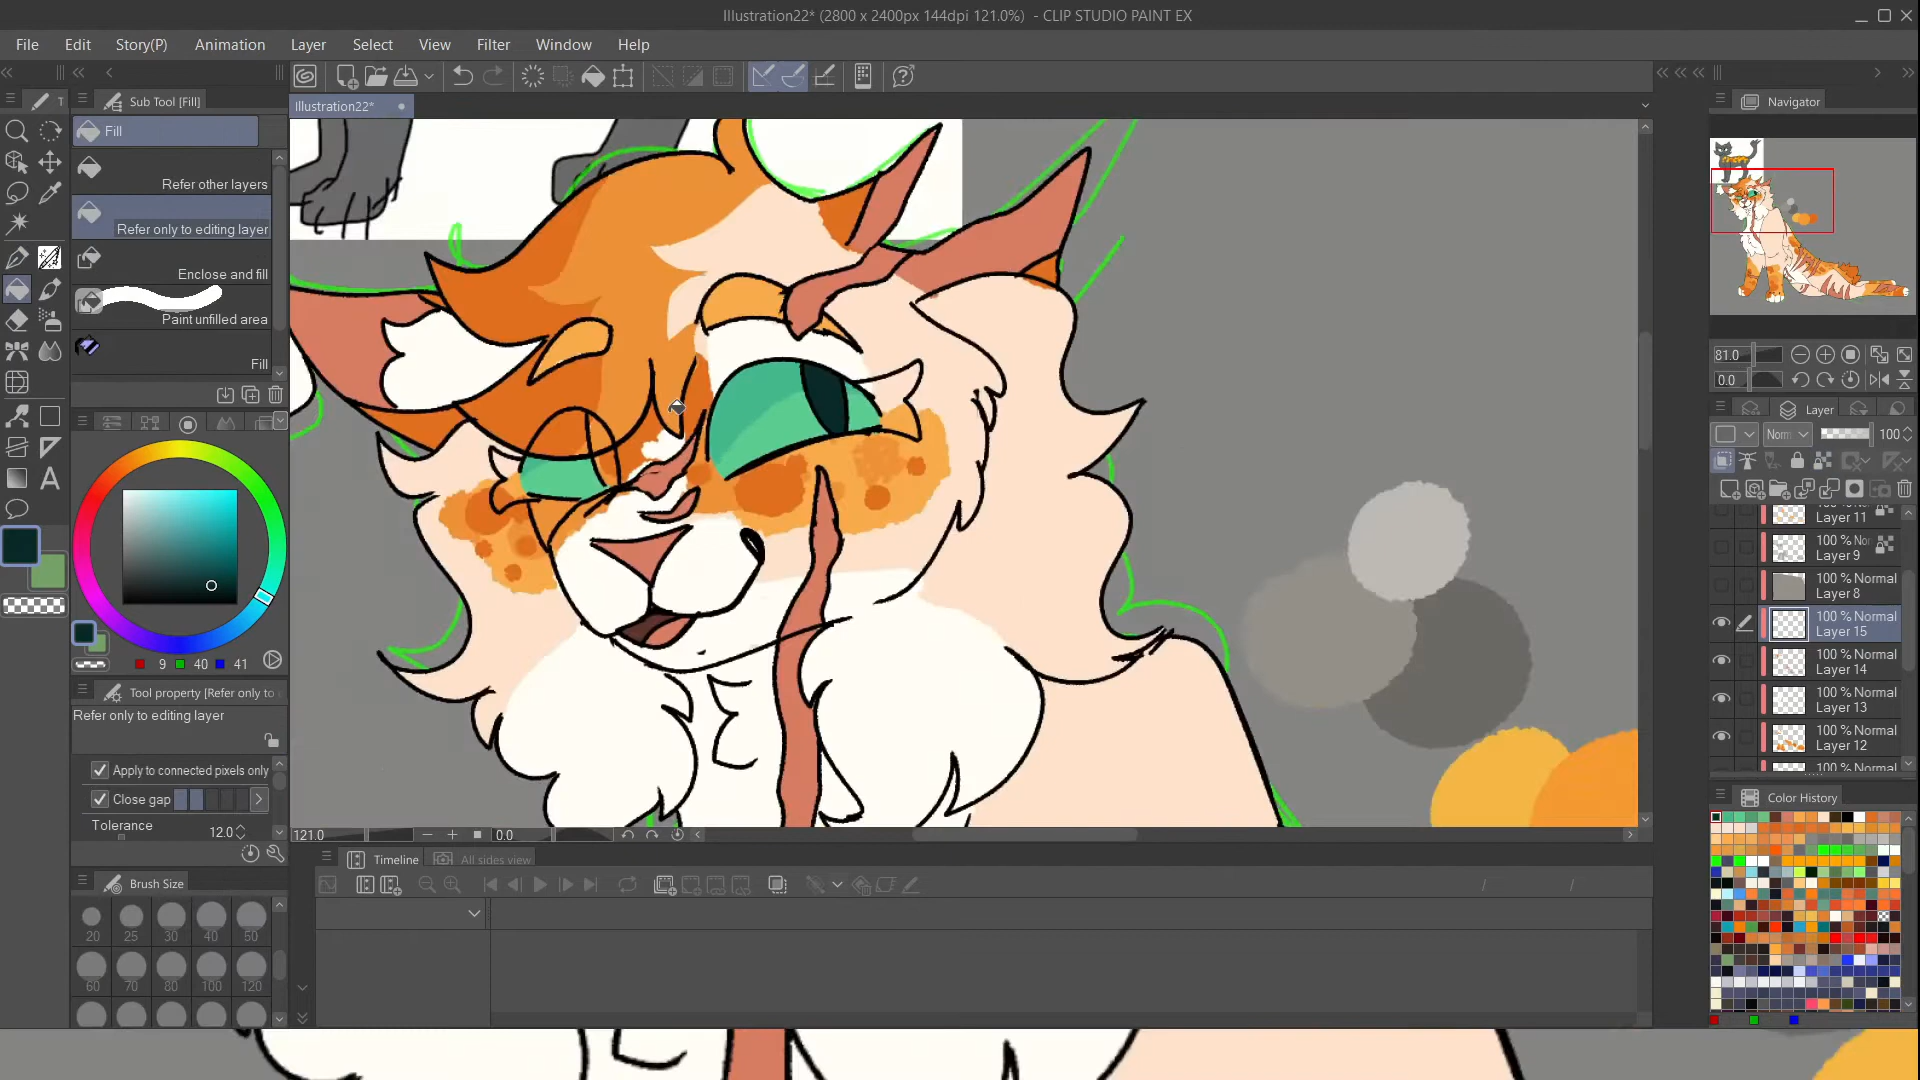 Illustration22* (2800 x 2400px 144dpi 121.0%) - CLIP STUDIO PAINT EX
File Edit Story(P) Animation Layer Select View Filter Window Help
T
Sub Tool [Fill]
Illustration22*
Fill
Refer other layers
Refer only to editing layer
Enclose and fill
Paint unfilled area
Fill
A
9 40 41
Tool property [Refer only to
Refer only to editing layer
Apply to connected pixels only
Close gap
Tolerance 12.0
Brush Size
20 25 30 40 50
60 70 80 100 120
121.0 0.0
Timeline All sides view
/ /
Navigator
81.0
0.0
Layer
Norm 100
Layer 11
100 % Nor
Layer 9
100 % Normal
Layer 8
100 % Normal
Layer 15
100 % Normal
Layer 14
100 % Normal
Layer 13
100 % Normal
Layer 12
100 % Normal
Color History